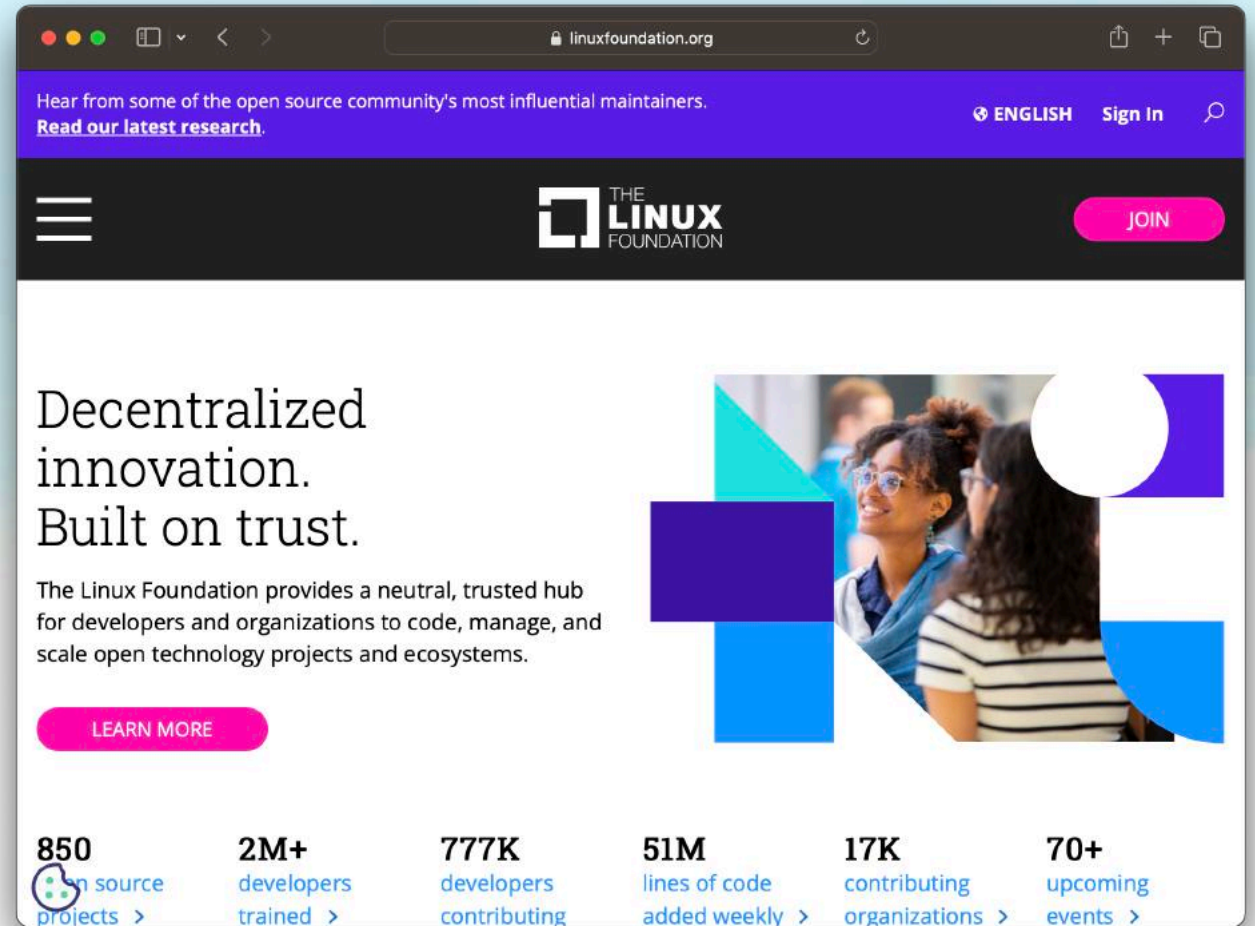 linuxfoundation.org
Hear from some of the open source community's most influential maintainers.
Read our latest research.
ENGLISH Sign In
THE
LINUX
FOUNDATION
JOIN
Decentralized
innovation.
Built on trust.
The Linux Foundation provides a neutral, trusted hub
for developers and organizations to code, manage, and
scale open technology projects and ecosystems.
LEARN MORE
850 2M+ 777K 51M 17K 70+
source developers developers lines of code contributing upcoming
projects > trained > contributing added weekly > organizations > events >